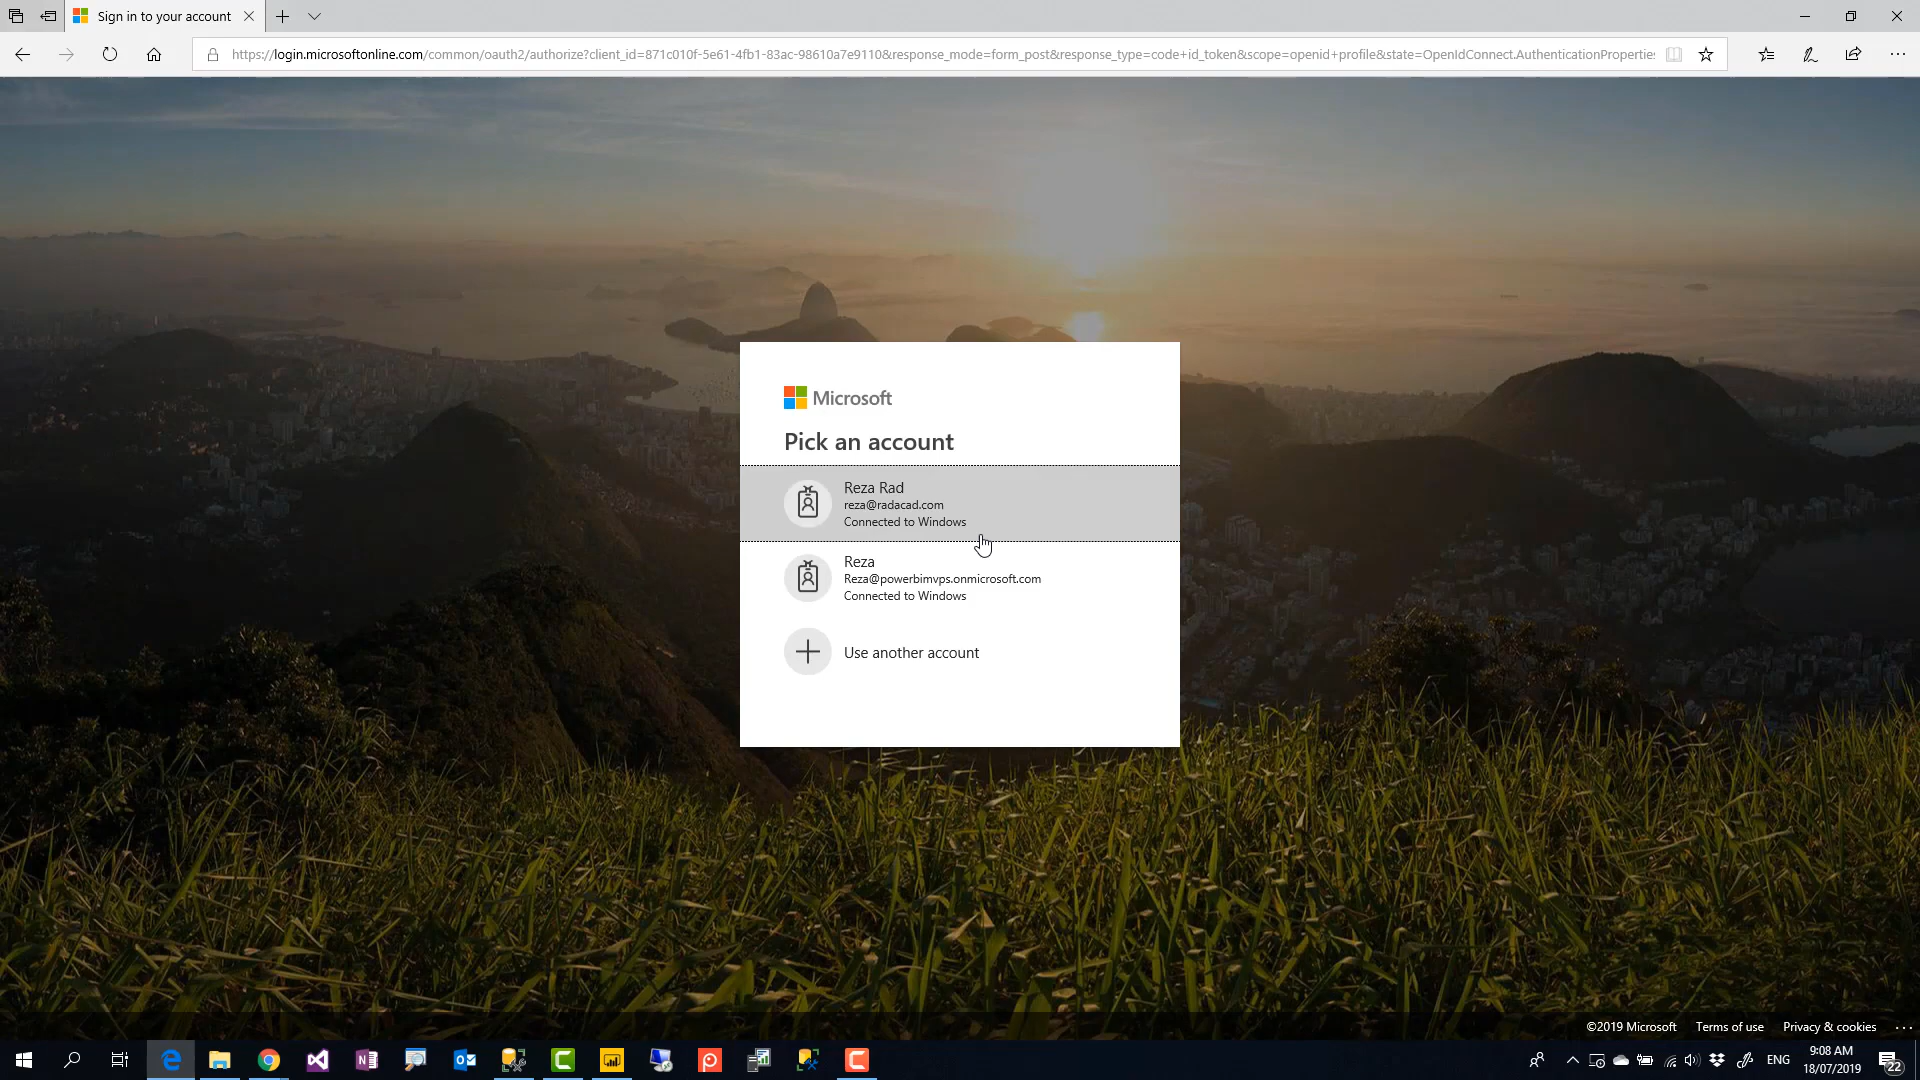 Sign in to your account
https://login.microsoftonline.com/common/oauth2/authorize?client_id=871c010f-5e61-4fb1-83ac-98610a7e9110&response_mode=form_post&response_type=code+id_token&scope=openid+profile&state=OpenIdConnect.AuthenticationProperties
Microsoft
Pick an account
Reza Rad
reza@radacad.com
Connected to Windows
Reza
Reza@powerbimvps.onmicrosoft.com
Connected to Windows
Use another account
©2019 Microsoft Terms of use Privacy & cookies ...
ENG
9:08 AM
18/07/2019
22